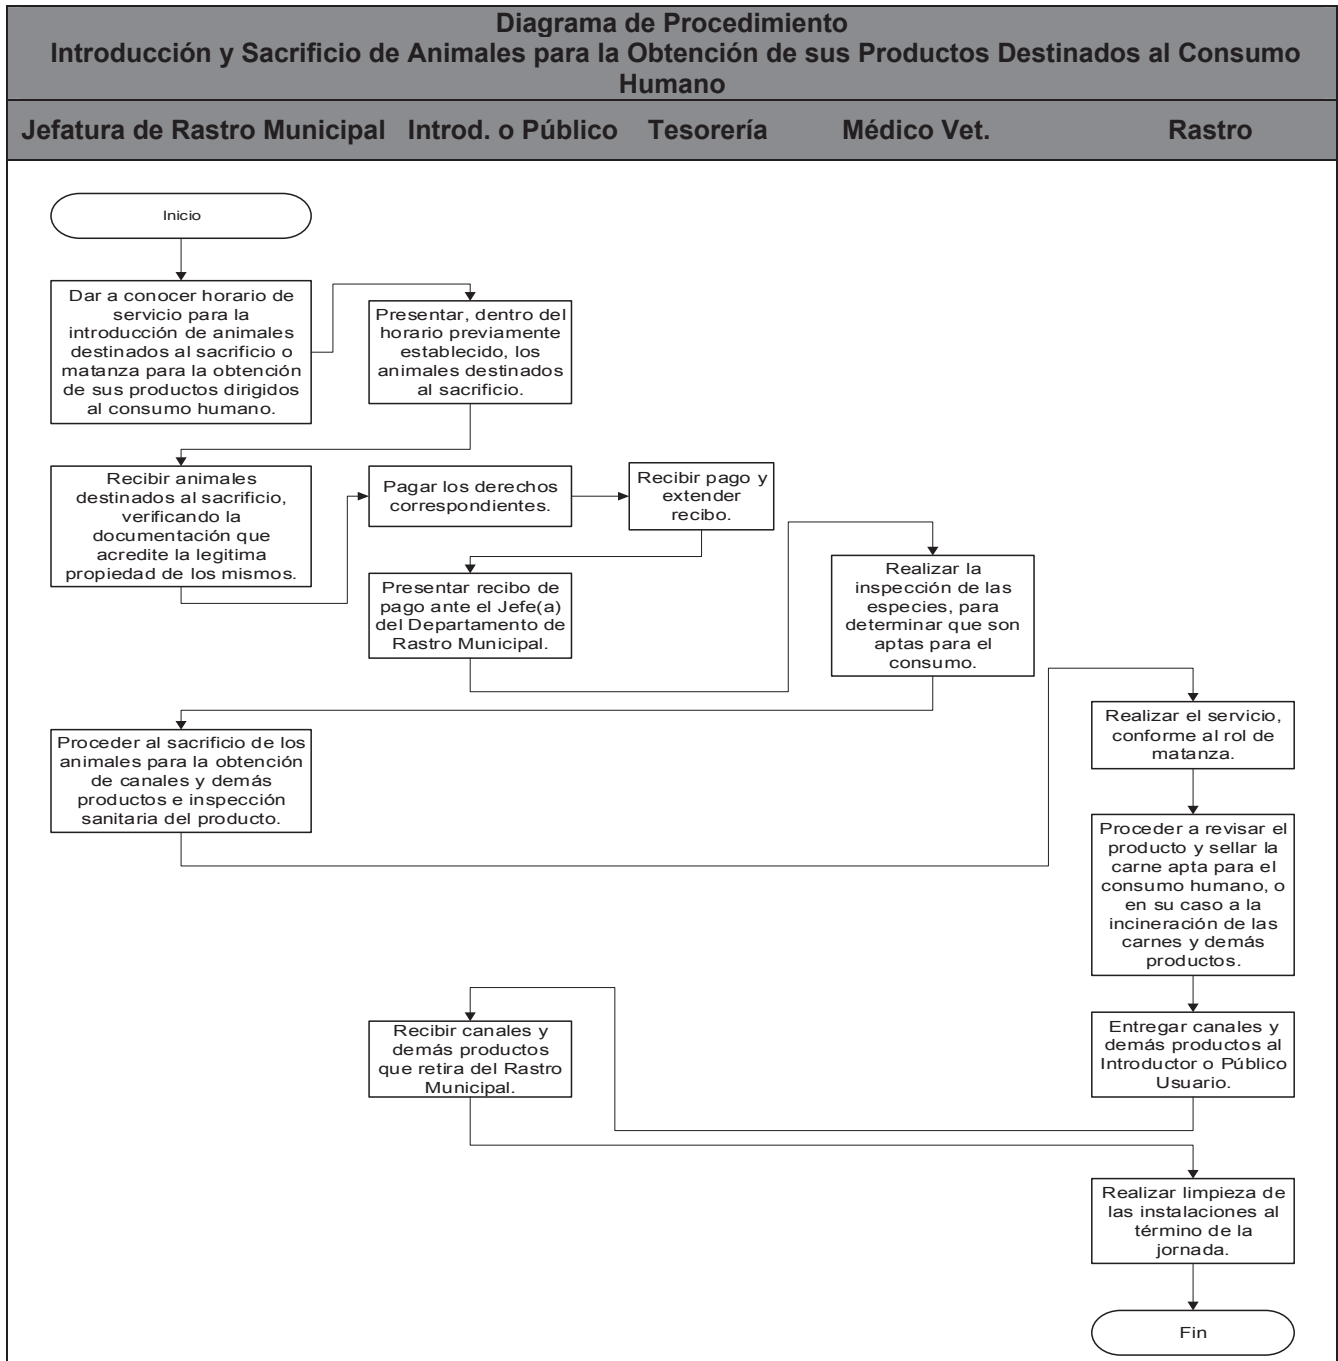 Diagrama de Procedimiento
Introducción y Sacrificio de Animales para la Obtención de sus Productos Destinados al Consumo
Humano
Jefatura de Rastro Municipal Introd. o Público Tesorería Médico Vet. Rastro
Inicio
Dar a conocer horario de
servicio para la
introducción de animales
destinados al sacrificio o
matanza para la obtención
de sus productos dirigidos
al consumo humano.
Presentar, dentro del
horario previamente
establecido, los
animales destinados
al sacrificio.
Recibir animales
destinados al sacrificio,
verificando la
documentación que
acredite la legitima
propiedad de los mismos.
Pagar los derechos
correspondientes.
Recibir pago y
extender
recibo.
Presentar recibo de
pago ante el Jefe(a)
del Departamento de
Rastro Municipal.
Realizar la
inspección de las
especies, para
determinar que son
aptas para el
consumo.
Proceder al sacrificio de los
animales para la obtención
de canales y demás
productos e inspección
sanitaria del producto.
Realizar el servicio,
conforme al rol de
matanza.
Proceder a revisar el
producto y sellar la
carne apta para el
consumo humano, o
en su caso a la
incineración de las
carnes y demás
productos.
Entregar canales y
demás productos al
Introductor o Público
Usuario.
Recibir canales y
demás productos
que retira del Rastro
Municipal.
Realizar limpieza de
las instalaciones al
término de la
jornada.
Fin